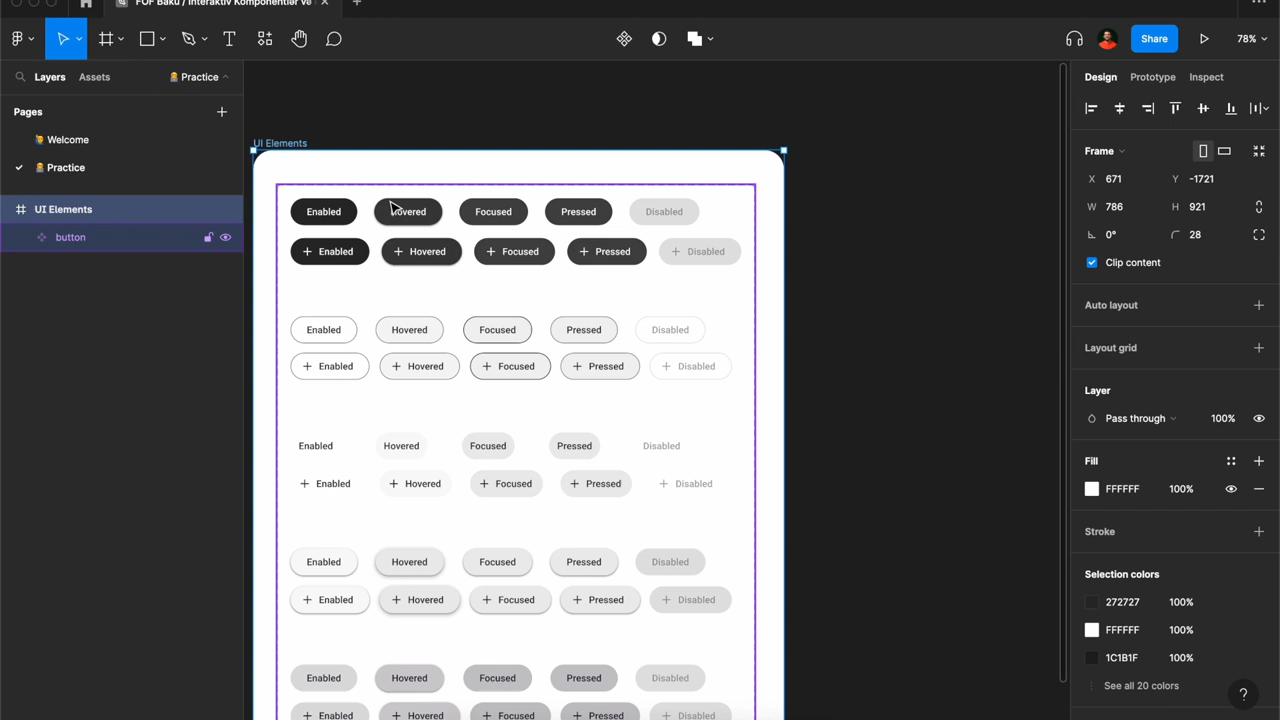 FOF Baku / İnteraktiv Komponentlər və
Share
78%
Layers Assets Practice
Pages
Welcome
Practice
UI Elements
button
UI Elements
Enabled Hovered Focused Pressed Disabled
Enabled Hovered Focused Pressed Disabled
Enabled Hovered Focused Pressed Disabled
Enabled Hovered Focused Pressed Disabled
Enabled Hovered Focused Pressed Disabled
Enabled Hovered Focused Pressed Disabled
Enabled Hovered Focused Pressed Disabled
Enabled Hovered Focused Pressed Disabled
Enabled Hovered Focused Pressed Disabled
Enabled Hovered Focused Pressed Disabled
Design Prototype Inspect
Frame
X 671 Y -1721
W 786 H 921
0° 28
Clip content
Auto layout
Layout grid
Layer
Pass through 100%
Fill
FFFFFF 100%
Stroke
Selection colors
272727 100%
FFFFFF 100%
1C1B1F 100%
See all 20 colors
?